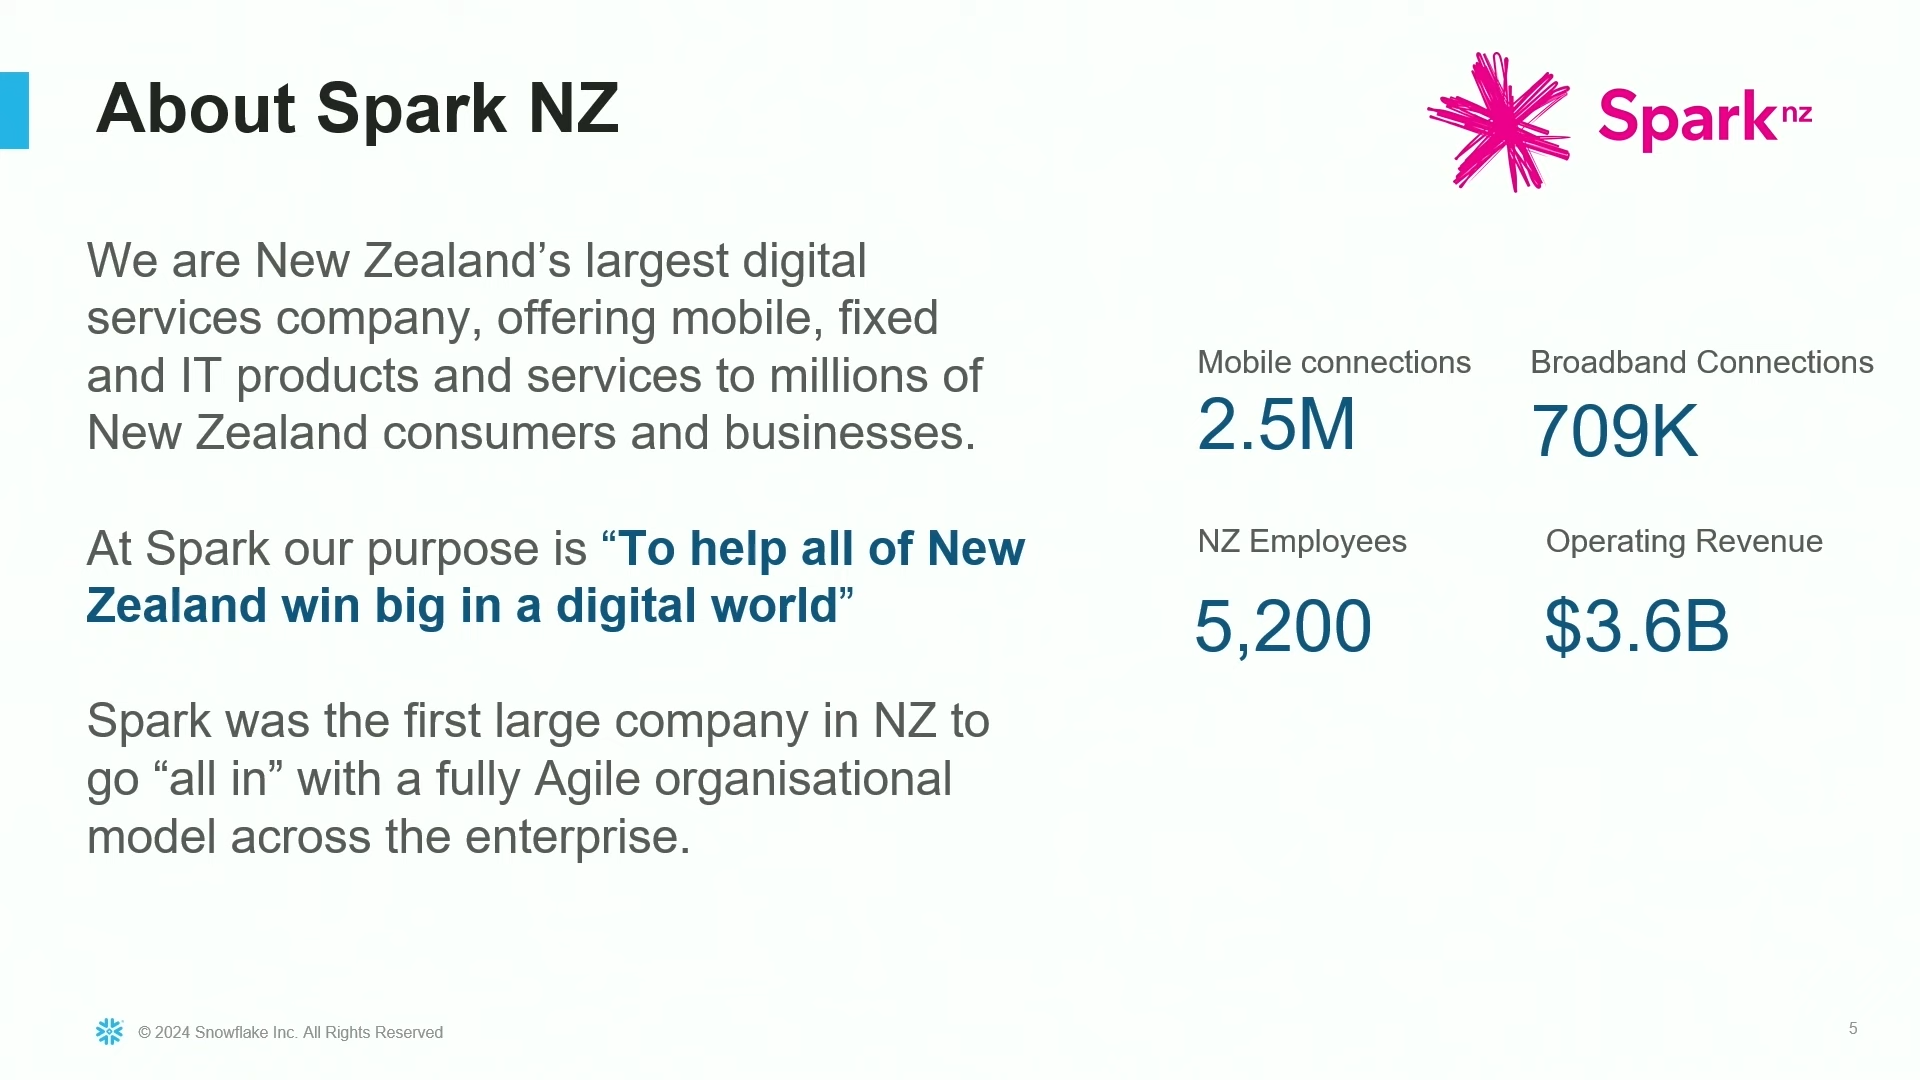 About Spark NZ
Spark nz
We are New Zealand’s largest digital
services company, offering mobile, fixed
and IT products and services to millions of
New Zealand consumers and businesses.
At Spark our purpose is “To help all of New
Zealand win big in a digital world”
Spark was the first large company in NZ to
go “all in” with a fully Agile organisational
model across the enterprise.
Mobile connections
2.5M
Broadband Connections
709K
NZ Employees
5,200
Operating Revenue
$3.6B
© 2024 Snowflake Inc. All Rights Reserved
5